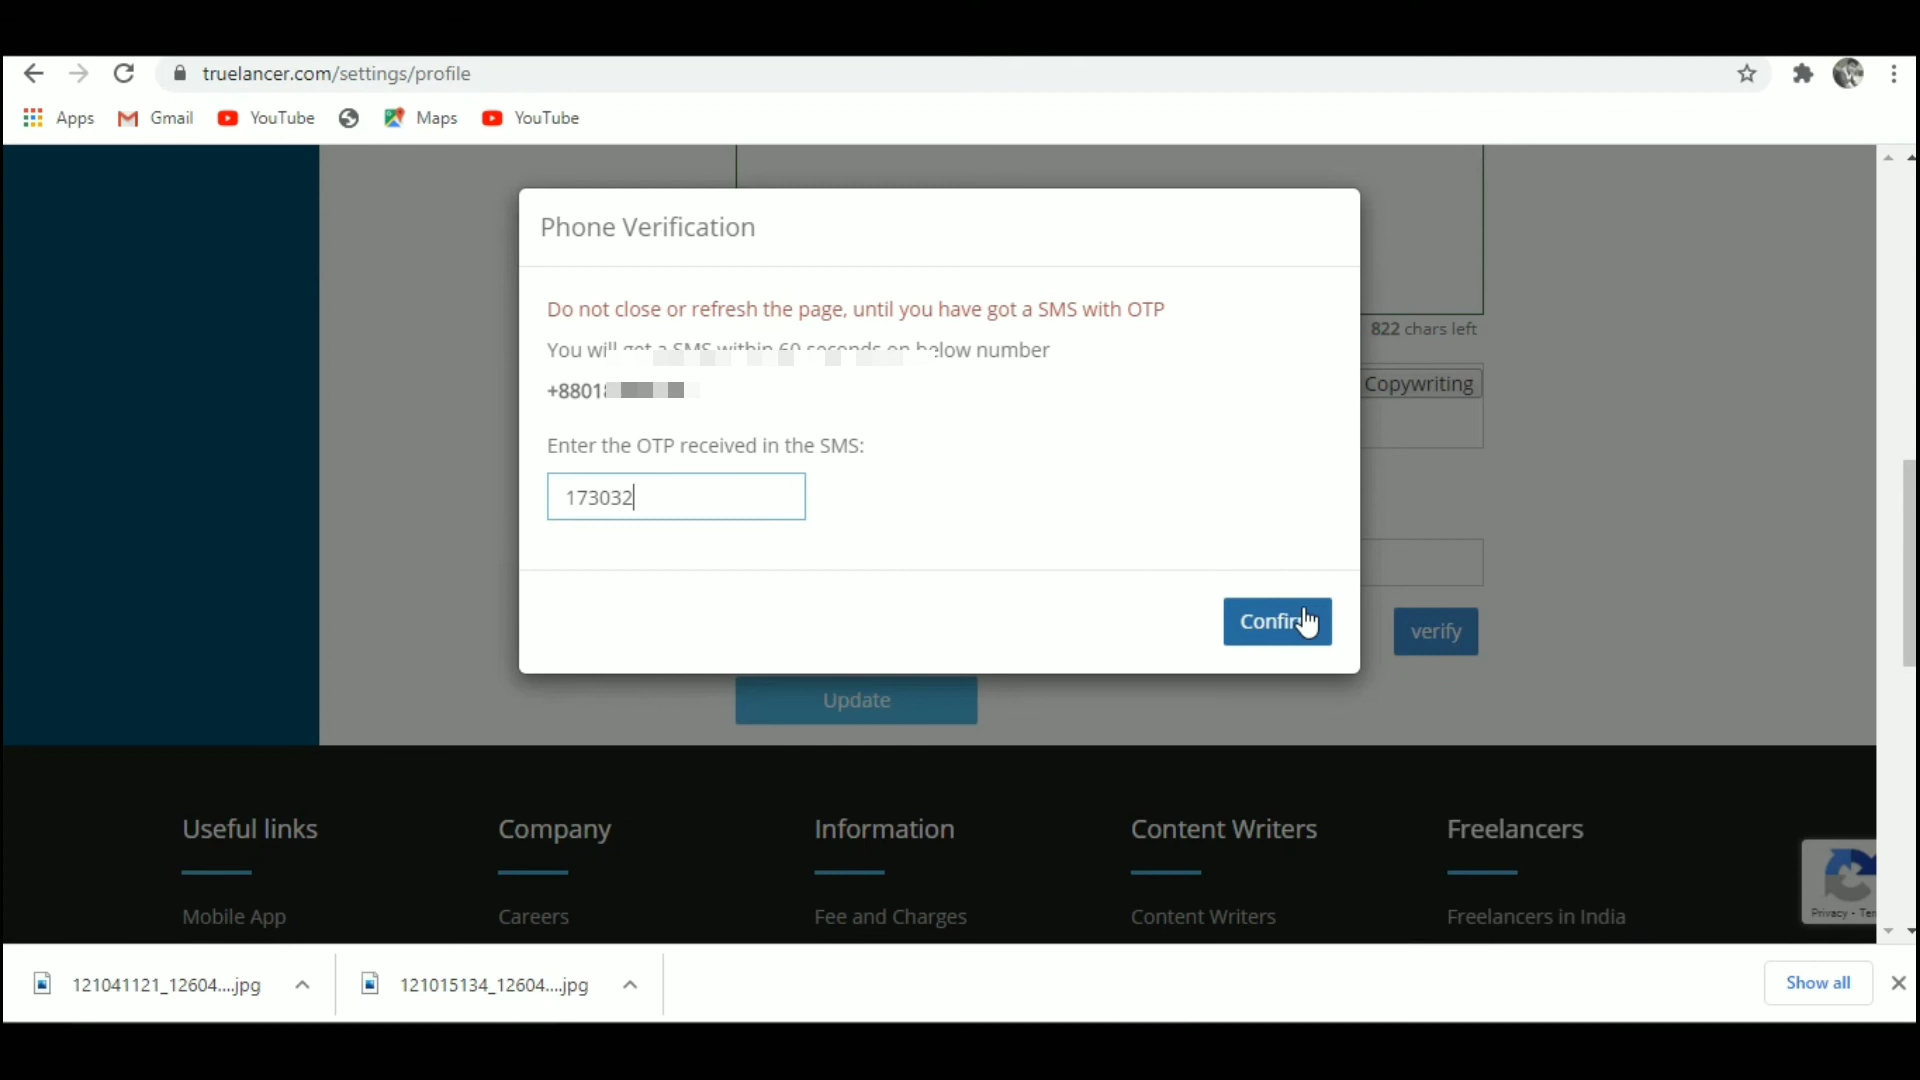 truelancer.com/settings/profile
Apps Gmail YouTube Maps YouTube
Phone Verification
Do not close or refresh the page, until you have got a SMS with OTP
You will get a SMS within 60 seconds on below number
+8801
Enter the OTP received in the SMS:
173032
Confirm
822 chars left
Copywriting
verify
Update
Useful links Company Information Content Writers Freelancers
Mobile App Careers Fee and Charges Content Writers Freelancers in India
Privacy - Ter
121041121_12604....jpg 121015134_12604....jpg Show all